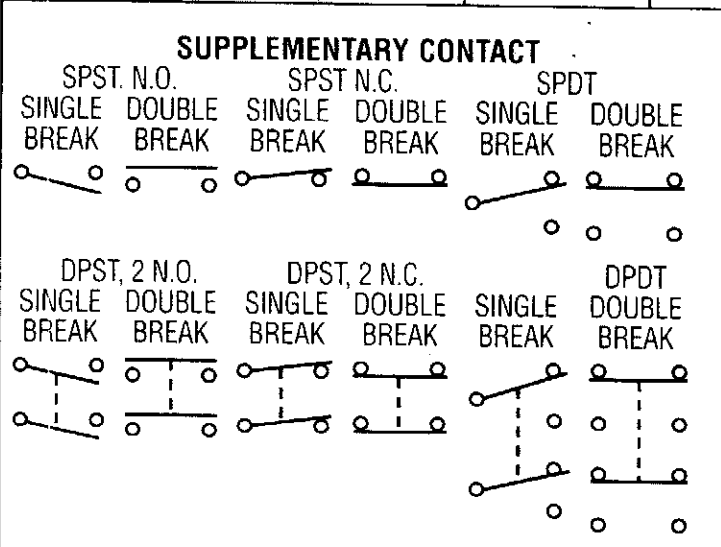 SUPPLEMENTARY CONTACT
SPST. N.O. SPST N.C. SPDT
SINGLE DOUBLE SINGLE DOUBLE SINGLE DOUBLE
BREAK BREAK BREAK BREAK BREAK BREAK
DPST, 2 N.O. DPST, 2 N.C. DPDT
SINGLE DOUBLE SINGLE DOUBLE SINGLE DOUBLE
BREAK BREAK BREAK BREAK BREAK BREAK